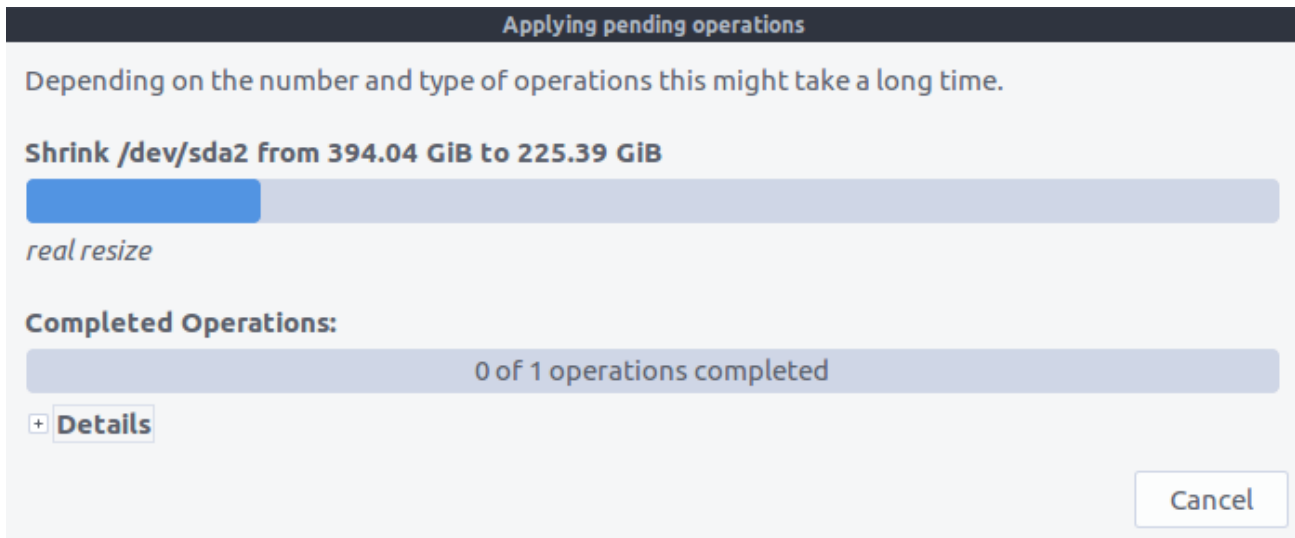 Applying pending operations
Depending on the number and type of operations this might take a long time.
Shrink /dev/sda2 from 394.04 GiB to 225.39 GiB
real resize
Completed Operations:
0 of 1 operations completed
Details
Cancel